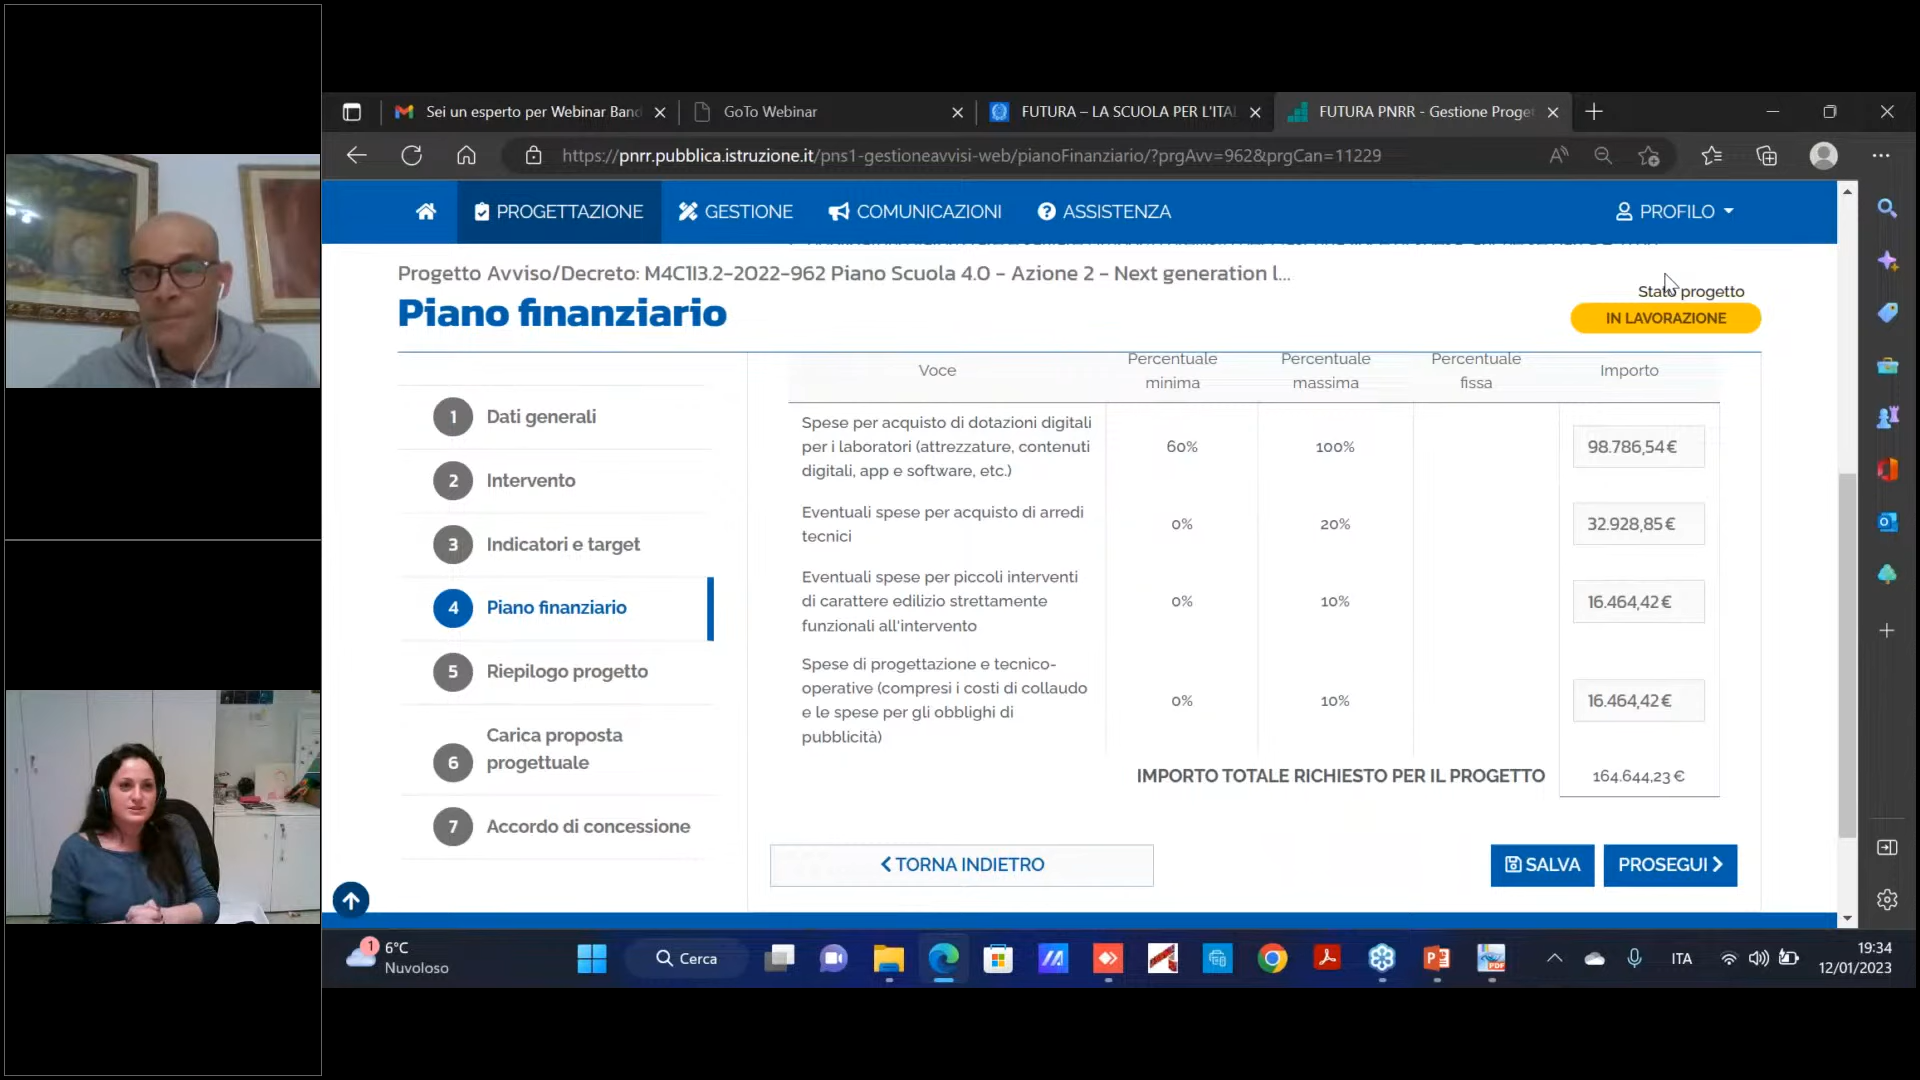 Sei un esperto per Webinar Band
GoTo Webinar
FUTURA – LA SCUOLA PER L'ITAL
FUTURA PNRR - Gestione Proget
https://pnrr.pubblica.istruzione.it/pns1-gestioneavvisi-web/pianoFinanziario/?prgAvv=962&prgCan=11229
PROGETTAZIONE
GESTIONE
COMUNICAZIONI
ASSISTENZA
PROFILO
Progetto Avviso/Decreto: M4C1I3.2-2022-962 Piano Scuola 4.0 - Azione 2 - Next generation l...
Piano finanziario
Stato progetto
IN LAVORAZIONE
1 Dati generali
2 Intervento
3 Indicatori e target
4 Piano finanziario
5 Riepilogo progetto
6 Carica proposta
progettuale
7 Accordo di concessione
Voce
Percentuale
minima
Percentuale
massima
Percentuale
fissa
Importo
Spese per acquisto di dotazioni digitali
per i laboratori (attrezzature, contenuti
digitali, app e software, etc.)
60%
100%
98.786,54€
Eventuali spese per acquisto di arredi
tecnici
0%
20%
32.928,85€
Eventuali spese per piccoli interventi
di carattere edilizio strettamente
funzionali all'intervento
0%
10%
16.464,42€
Spese di progettazione e tecnico-
operative (compresi i costi di collaudo
e le spese per gli obblighi di
pubblicità)
0%
10%
16.464,42€
IMPORTO TOTALE RICHIESTO PER IL PROGETTO
164.644,23 €
TORNA INDIETRO
SALVA
PROSEGUI
1
6°C
Nuvoloso
Cerca
ITA
19:34
12/01/2023